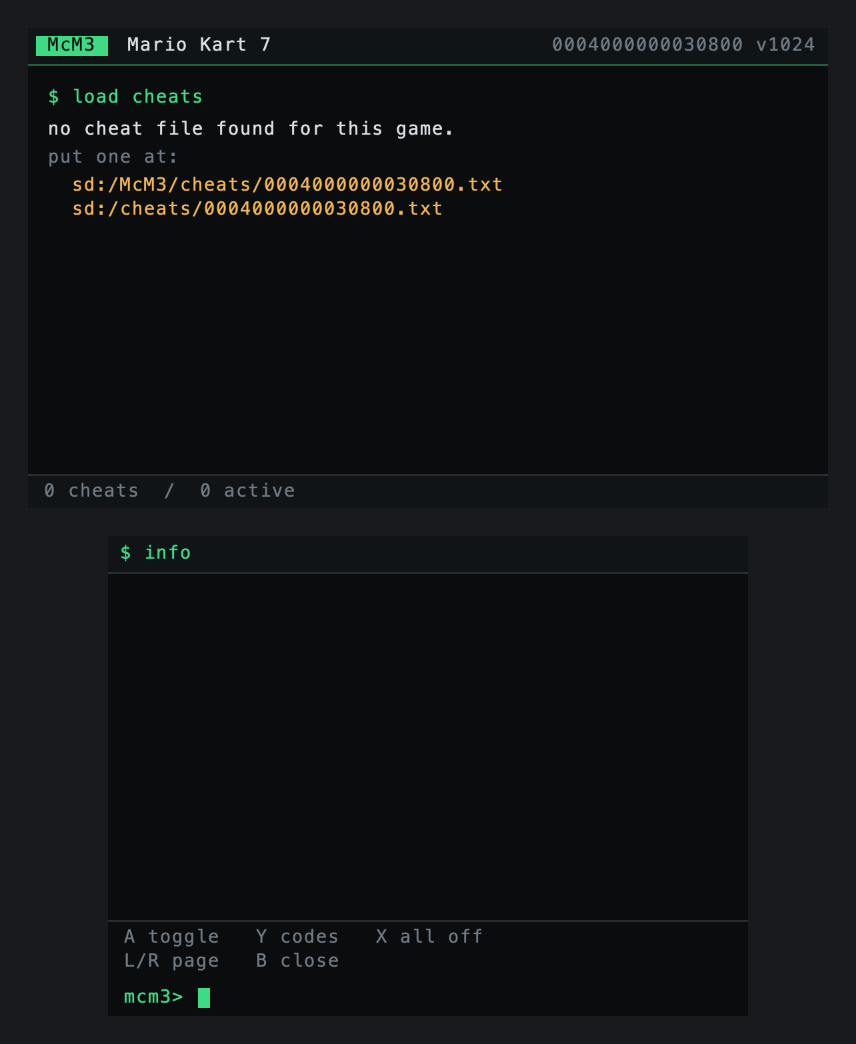 McM3 Mario Kart 7 0004000000030800 v1024
$ load cheats
no cheat file found for this game.
put one at:
sd:/McM3/cheats/0004000000030800.txt
sd:/cheats/0004000000030800.txt
0 cheats / 0 active
$ info
A toggle Y codes X all off
L/R page B close
mcm3>